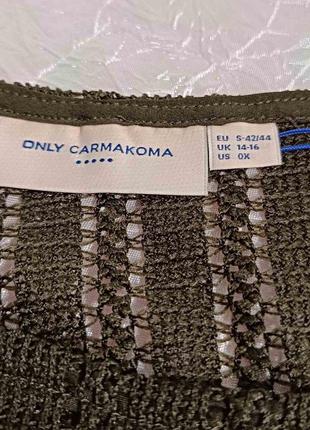 ONLY CARMAKOMA
EU S-42/44
UK 14-16
US 0X